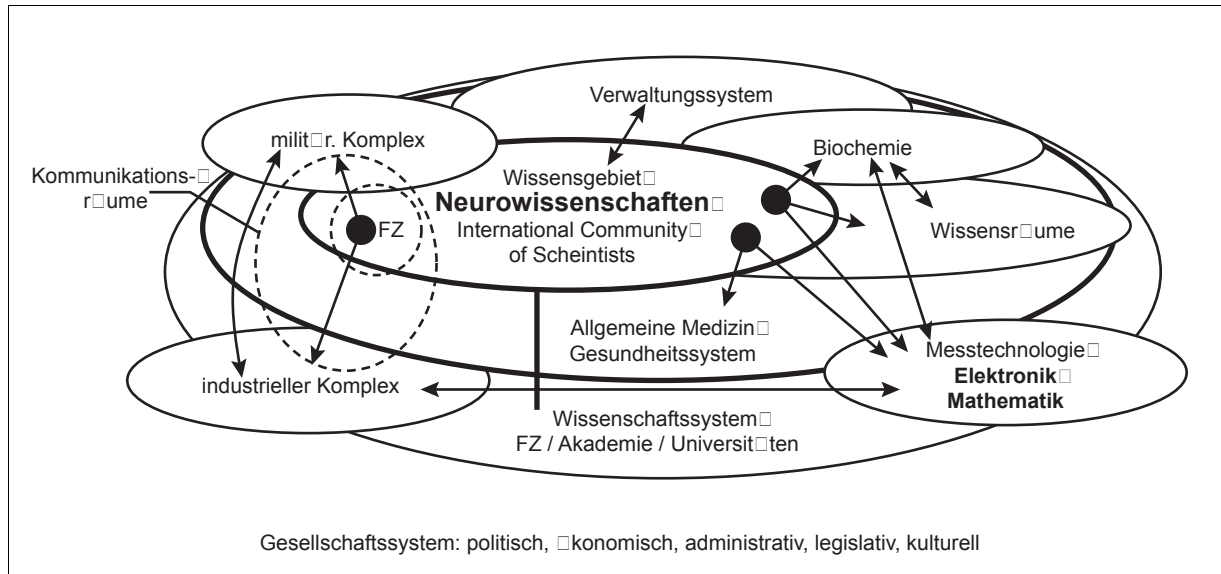 Verwaltungssystem
milit□r. Komplex
Biochemie
Kommunikations-□
r□ume
Wissensgebiet□
Neurowissenschaften□
International Community□
of Scheintists
FZ
Wissensr□ume
Allgemeine Medizin□
Gesundheitssystem
Messtechnologie□
Elektronik□
Mathematik
industrieller Komplex
Wissenschaftssystem□
FZ / Akademie / Universit□ten
Gesellschaftssystem: politisch, □konomisch, administrativ, legislativ, kulturell